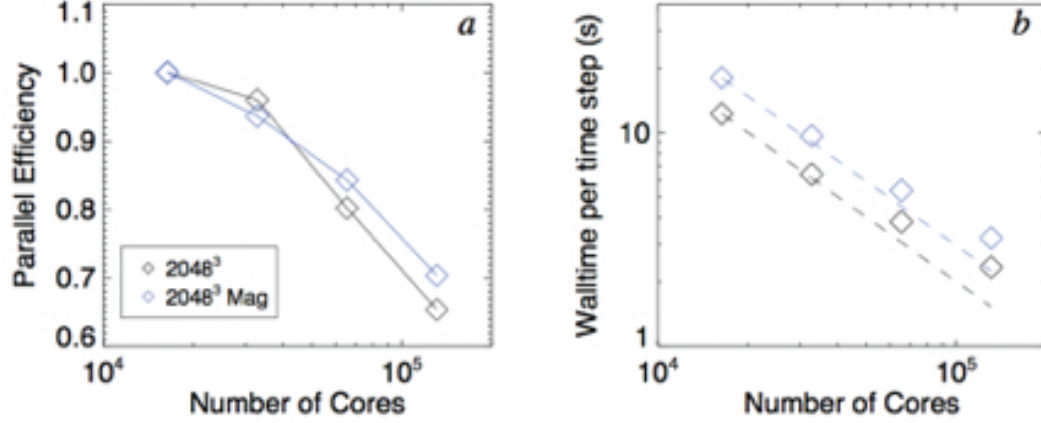 a
1.1
1.0
0.9
0.8
0.7
0.6
Parallel Efficiency
2048³
2048³ Mag
10⁴
10⁵
Number of Cores
b
10
1
Walltime per time step (s)
10⁴
10⁵
Number of Cores